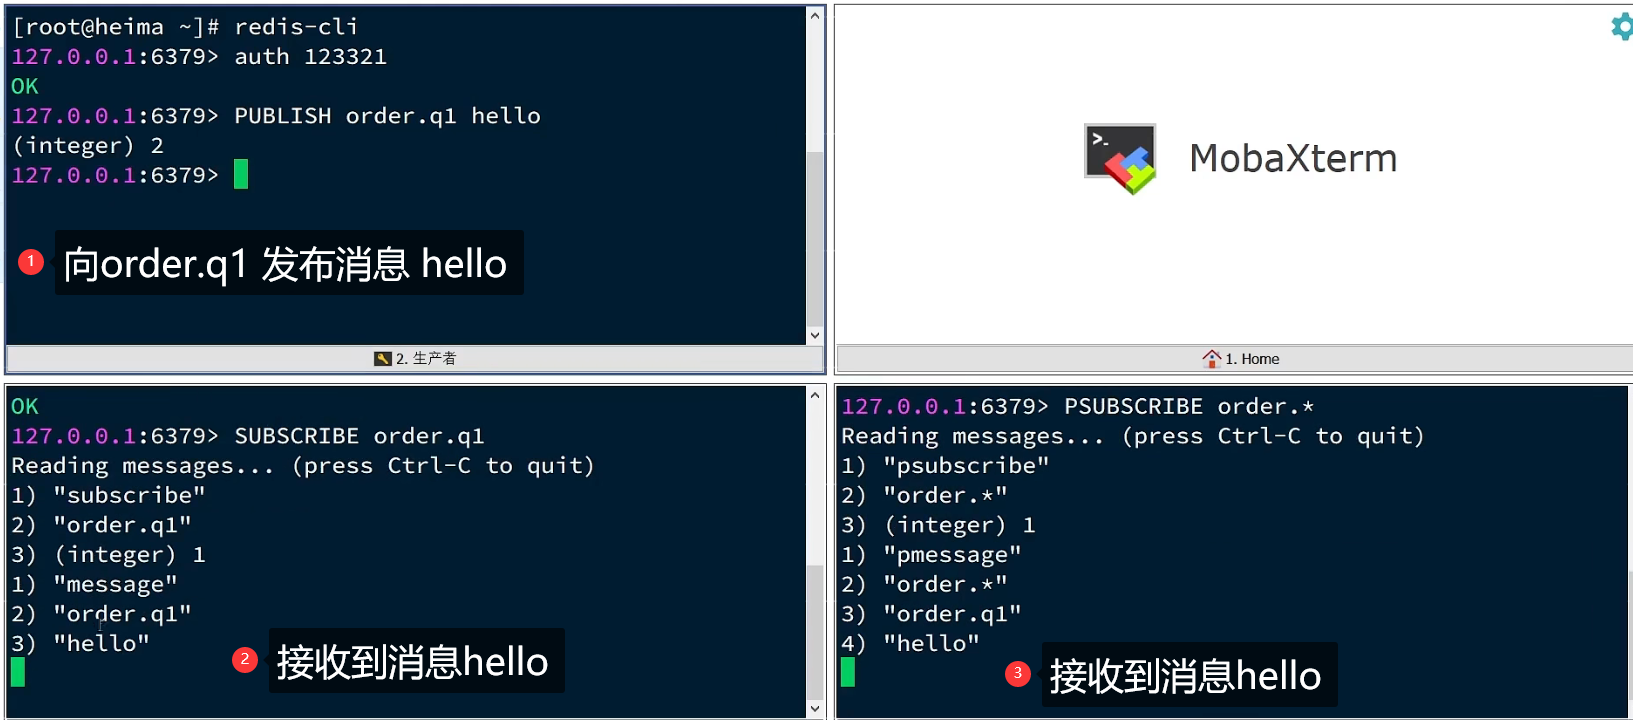 [root@heima ~]# redis-cli
127.0.0.1:6379> auth 123321
OK
127.0.0.1:6379> PUBLISH order.q1 hello
(integer) 2
127.0.0.1:6379>
1 向order.q1 发布消息 hello
2. 生产者
>_
MobaXterm
1. Home
OK
127.0.0.1:6379> SUBSCRIBE order.q1
Reading messages... (press Ctrl-C to quit)
1) "subscribe"
2) "order.q1"
3) (integer) 1
1) "message"
2) "order.q1"
3) "hello"
2 接收到消息hello
127.0.0.1:6379> PSUBSCRIBE order.*
Reading messages... (press Ctrl-C to quit)
1) "psubscribe"
2) "order.*"
3) (integer) 1
1) "pmessage"
2) "order.*"
3) "order.q1"
4) "hello"
3 接收到消息hello